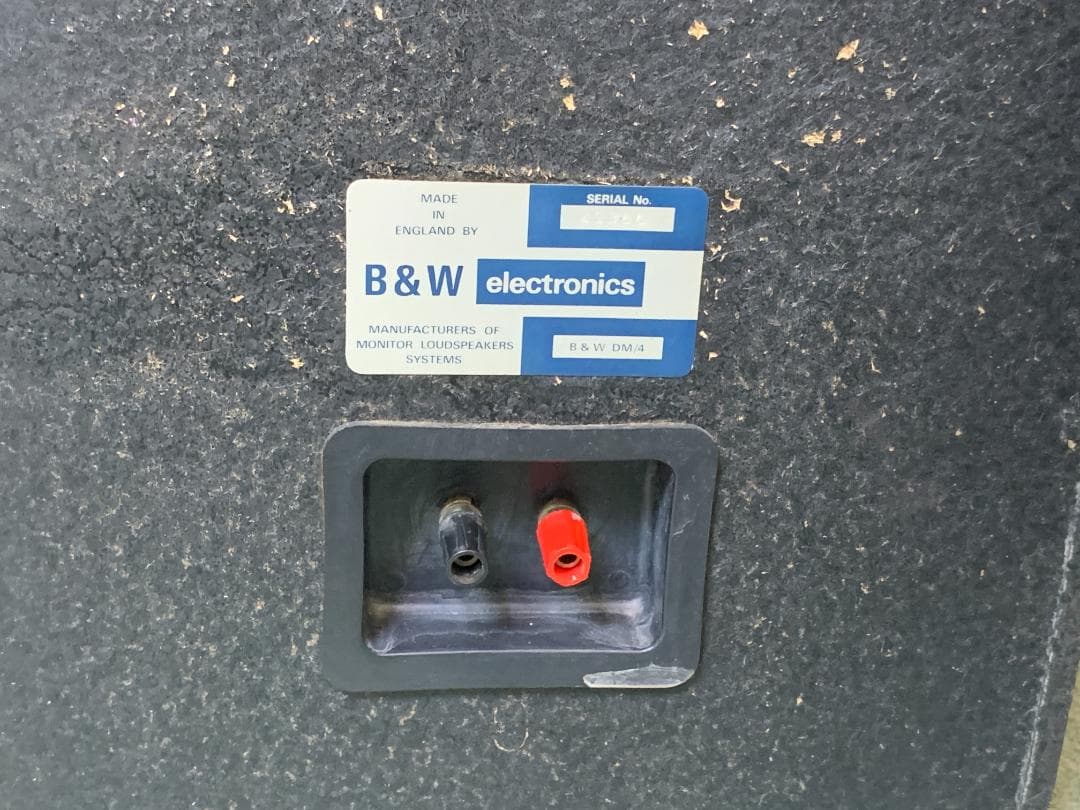 MADE
IN
ENGLAND BY
SERIAL No.
B & W electronics
MANUFACTURERS OF
MONITOR LOUDSPEAKERS
SYSTEMS
B & W DM/4